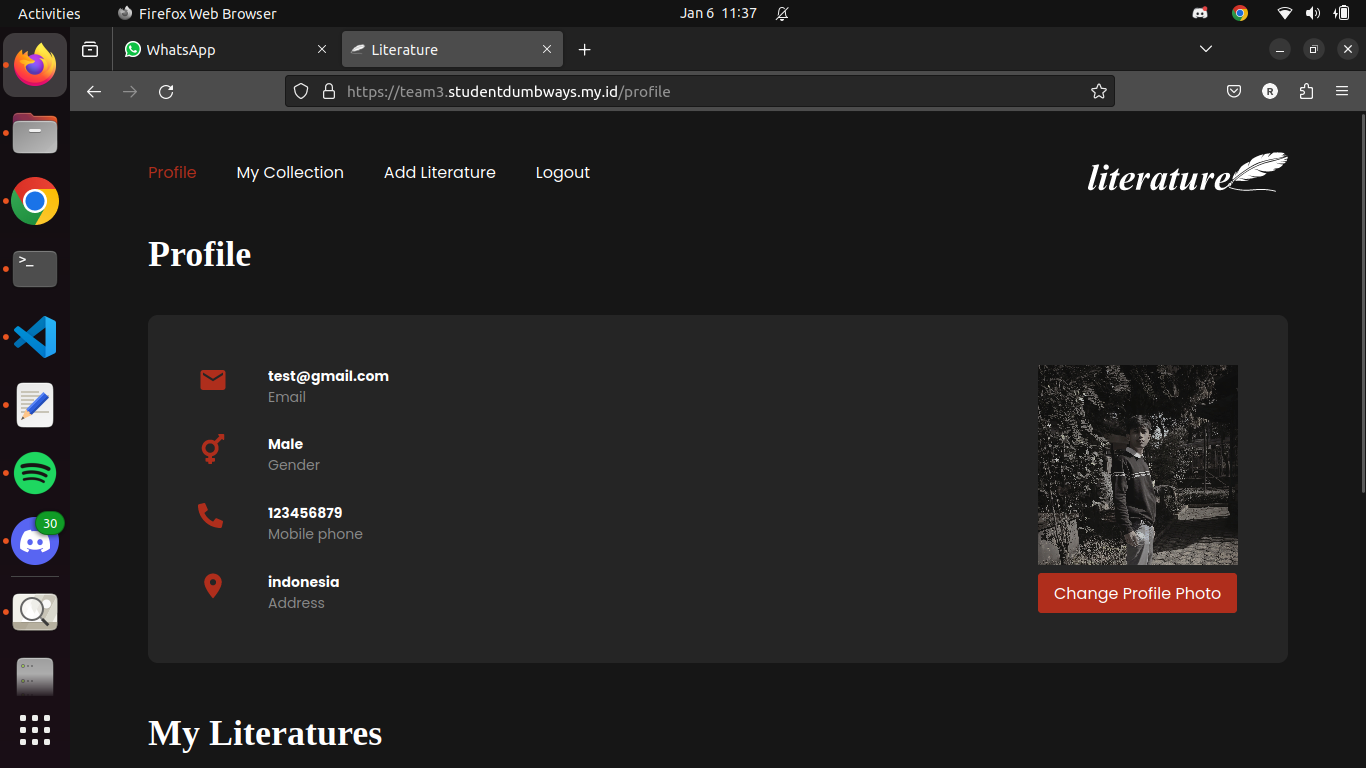 Activities
Firefox Web Browser
Jan 6 11:37
WhatsApp
Literature
https://team3.studentdumbways.my.id/profile
R
Profile
My Collection
Add Literature
Logout
literature
Profile
test@gmail.com
Email
Male
Gender
123456879
Mobile phone
indonesia
Address
Change Profile Photo
My Literatures
>_
30